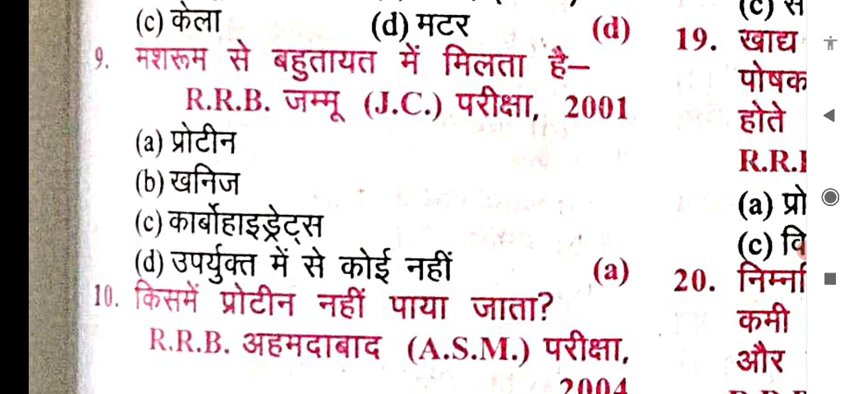 (c) केला (d) मटर (d)
9. मशरूम से बहुतायत में मिलता है–
R.R.B. जम्मू (J.C.) परीक्षा, 2001
(a) प्रोटीन
(b) खनिज
(c) कार्बोहाइड्रेट्स
(d) उपर्युक्त में से कोई नहीं (a)
10. किसमें प्रोटीन नहीं पाया जाता?
R.R.B. अहमदाबाद (A.S.M.) परीक्षा,
2004
(c)
19. खाद्य
पोषक
होते
R.R.
(a)
(c)
20.
कमी
और